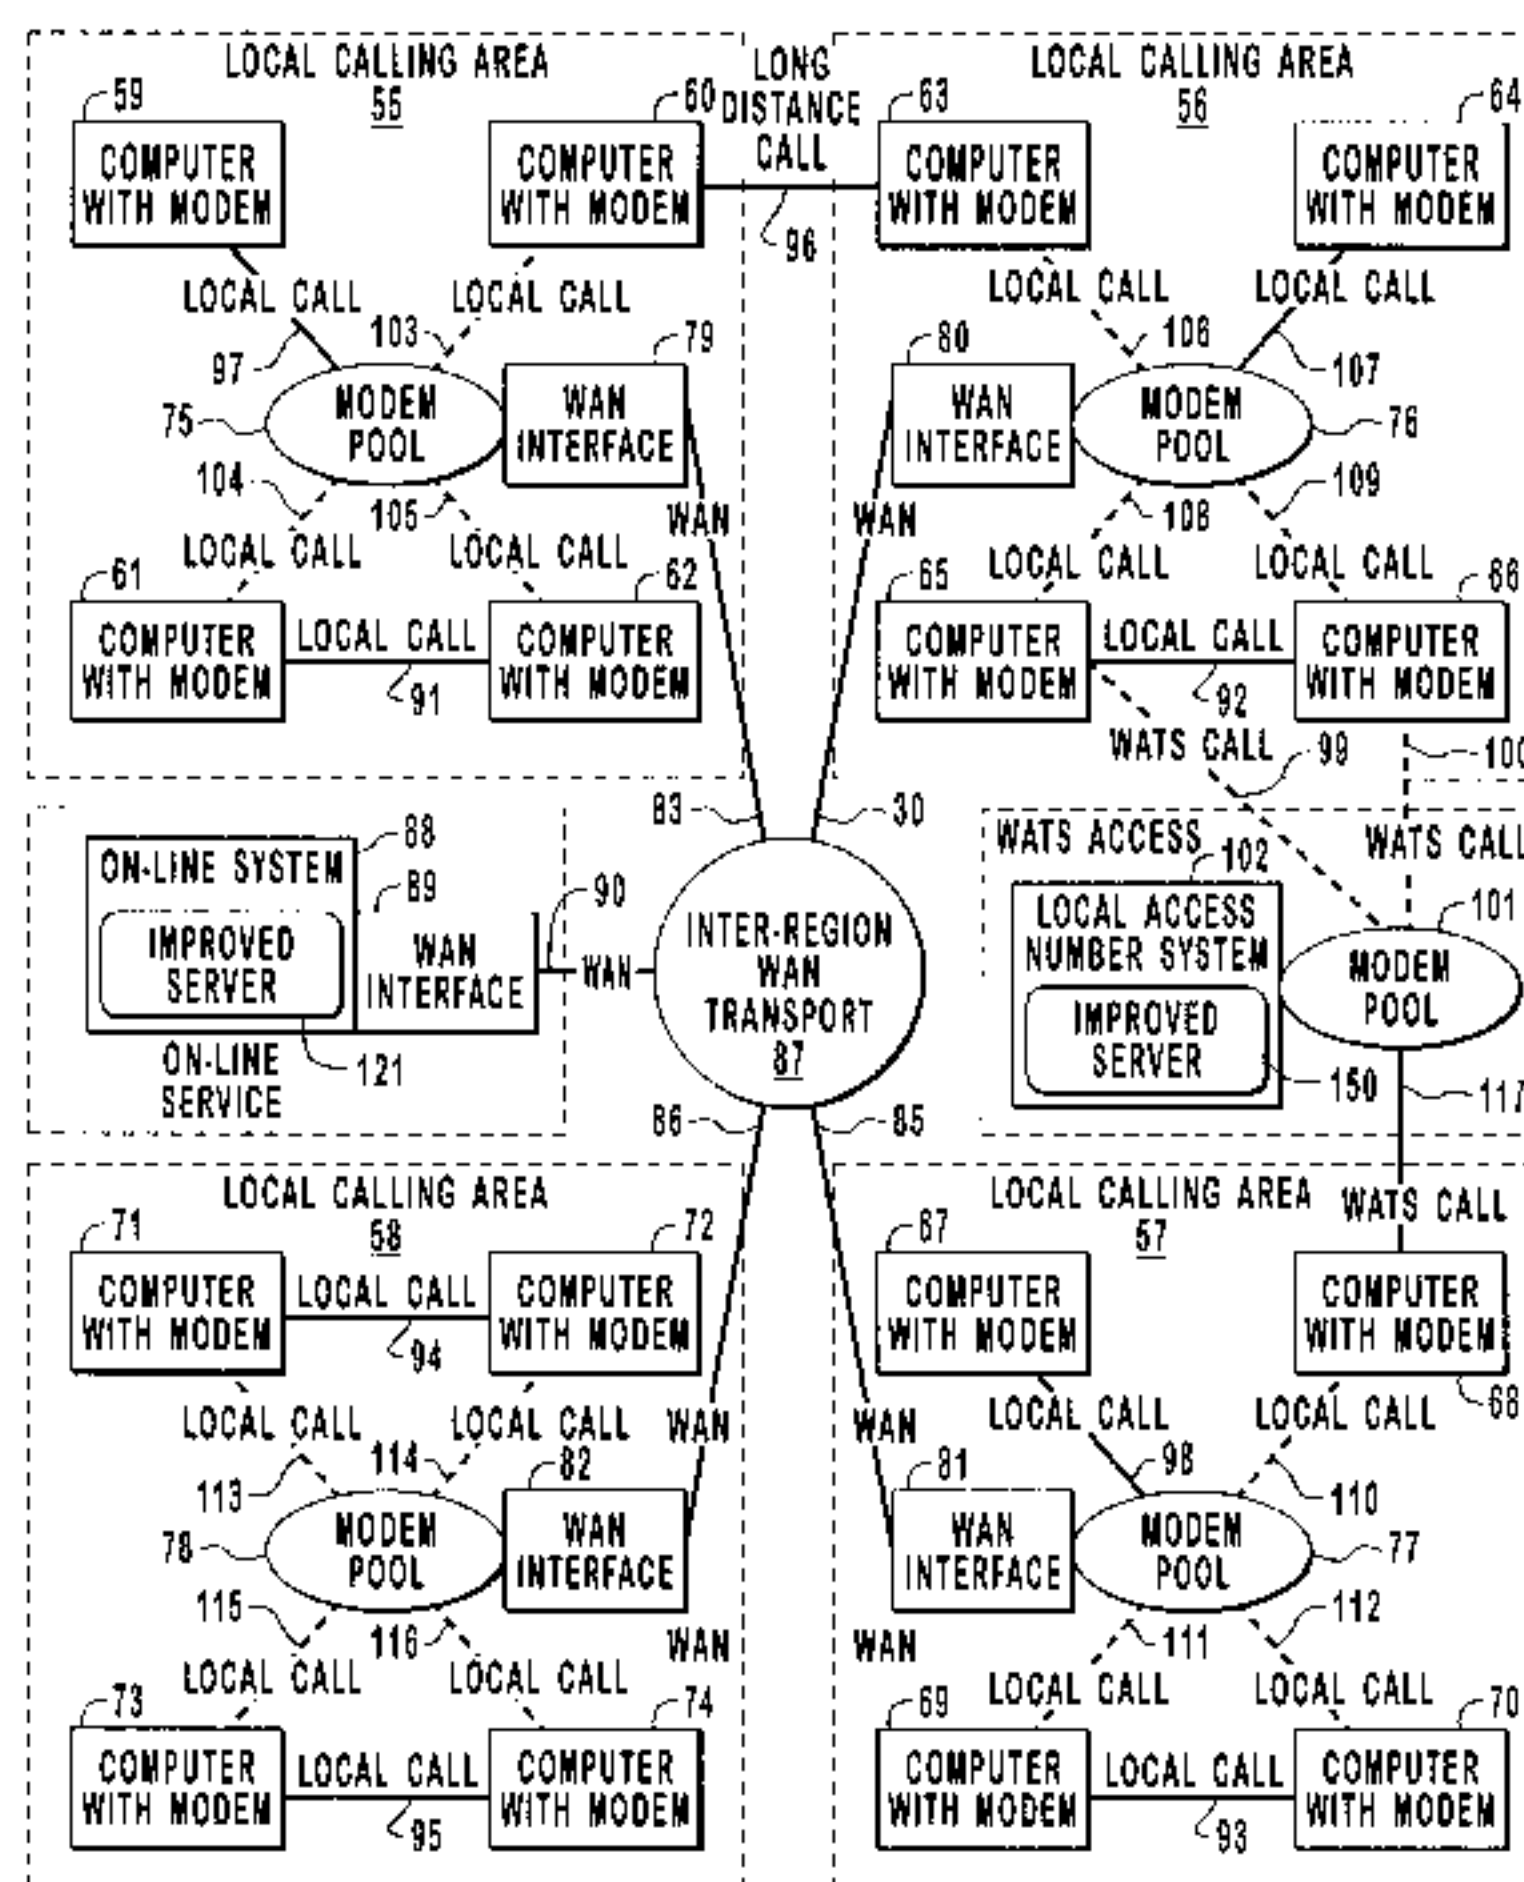 LOCAL CALLING AREA
55
LONG
DISTANCE
CALL
LOCAL CALLING AREA
56
59
60
63
64
COMPUTER
WITH MODEM
COMPUTER
WITH MODEM
COMPUTER
WITH MODEM
COMPUTER
WITH MODEM
96
LOCAL CALL
LOCAL CALL
LOCAL CALL
LOCAL CALL
97
103
79
80
106
107
75
MODEM
POOL
WAN
INTERFACE
WAN
INTERFACE
MODEM
POOL
76
104
105
WAN
WAN
108
109
LOCAL CALL
LOCAL CALL
LOCAL CALL
LOCAL CALL
61
62
65
66
COMPUTER
WITH MODEM
LOCAL CALL
91
COMPUTER
WITH MODEM
COMPUTER
WITH MODEM
LOCAL CALL
92
COMPUTER
WITH MODEM
WATS CALL
99
100
83
30
88
ON-LINE SYSTEM
89
IMPROVED
SERVER
WAN
INTERFACE
90
WAN
121
ON-LINE
SERVICE
INTER-REGION
WAN
TRANSPORT
87
WATS ACCESS
102
WATS CALL
LOCAL ACCESS
NUMBER SYSTEM
IMPROVED
SERVER
150
101
MODEM
POOL
117
86
85
LOCAL CALLING AREA
58
LOCAL CALLING AREA
57
WATS CALL
71
72
67
COMPUTER
WITH MODEM
LOCAL CALL
94
COMPUTER
WITH MODEM
COMPUTER
WITH MODEM
COMPUTER
WITH MODEM
68
LOCAL CALL
LOCAL CALL
WAN
WAN
LOCAL CALL
LOCAL CALL
113
114
82
81
98
110
78
MODEM
POOL
WAN
INTERFACE
WAN
INTERFACE
MODEM
POOL
77
115
116
WAN
WAN
111
112
LOCAL CALL
LOCAL CALL
LOCAL CALL
LOCAL CALL
73
74
69
70
COMPUTER
WITH MODEM
LOCAL CALL
95
COMPUTER
WITH MODEM
COMPUTER
WITH MODEM
LOCAL CALL
93
COMPUTER
WITH MODEM